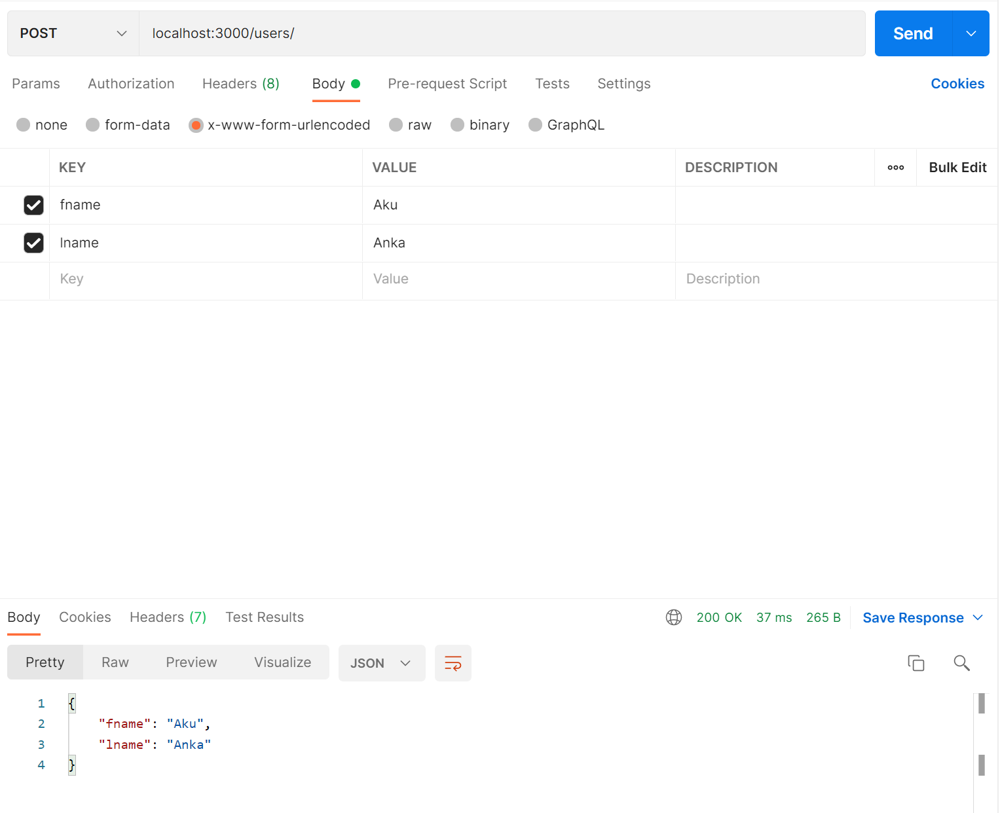 POST localhost:3000/users/ Send
Params Authorization Headers (8) Body Pre-request Script Tests Settings Cookies
none form-data x-www-form-urlencoded raw binary GraphQL
KEY VALUE DESCRIPTION ooo Bulk Edit
fname Aku
lname Anka
Key Value Description
Body Cookies Headers (7) Test Results 200 OK 37 ms 265 B Save Response
Pretty Raw Preview Visualize JSON
1 {
2 "fname": "Aku",
3 "lname": "Anka"
4 }